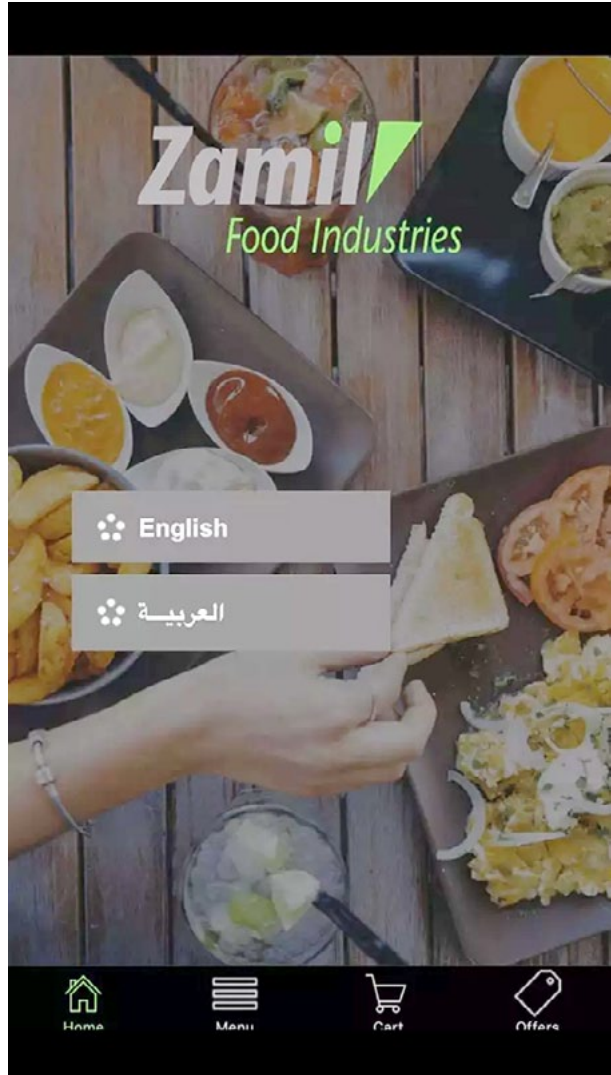 Zamil
Food Industries
English
العربيــة
Home
Menu
Cart
Offers